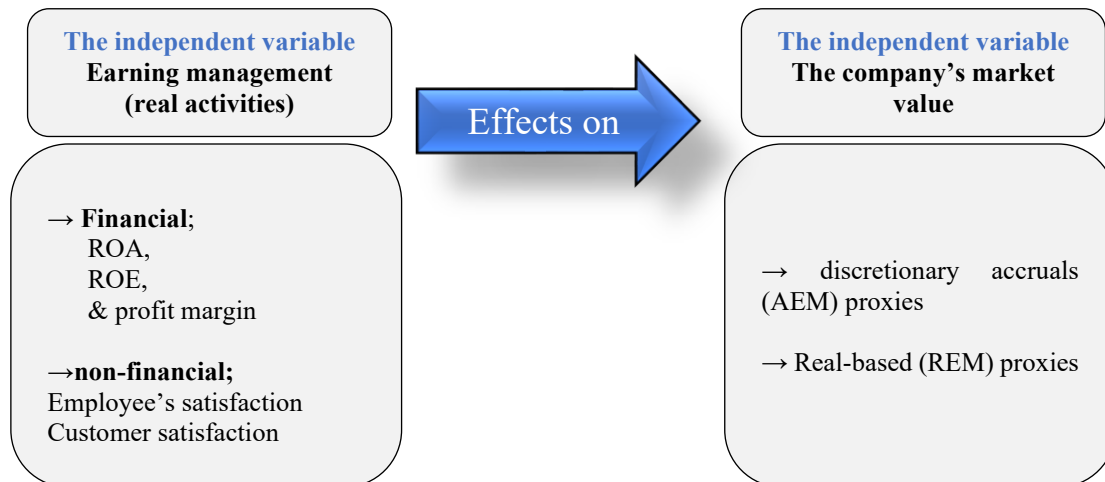 The independent variable
Earning management
(real activities)
→ Financial;
ROA,
ROE,
& profit margin
→non-financial;
Employee's satisfaction
Customer satisfaction
Effects on
The independent variable
The company's market
value
→ discretionary accruals
(AEM) proxies
→ Real-based (REM) proxies